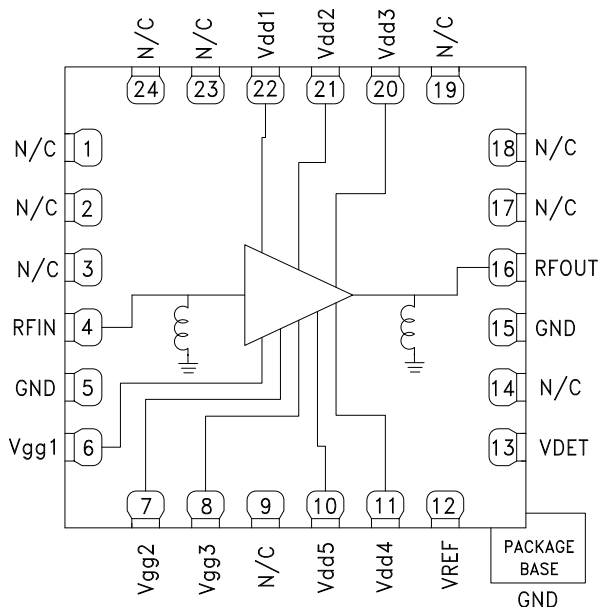 N/C
N/C
Vdd1
Vdd2
Vdd3
N/C
24
23
22
21
20
19
N/C
1
18
N/C
N/C
2
17
N/C
N/C
3
16
RFOUT
RFIN
4
15
GND
GND
5
14
N/C
Vgg1
6
13
VDET
7
8
9
10
11
12
Vgg2
Vgg3
N/C
Vdd5
Vdd4
VREF
PACKAGE
BASE
GND